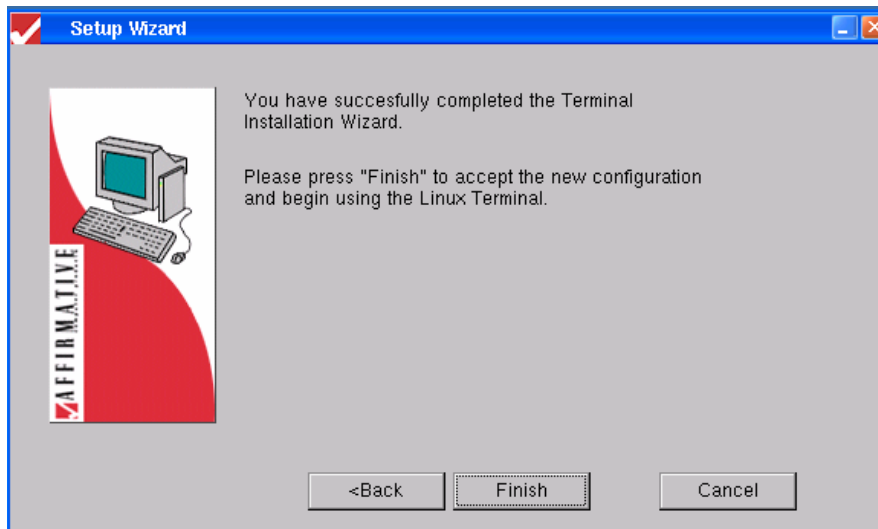 Setup Wizard
You have succesfully completed the Terminal
Installation Wizard.
Please press "Finish" to accept the new configuration
and begin using the Linux Terminal.
AFFIRMATIVE
<Back
Finish
Cancel